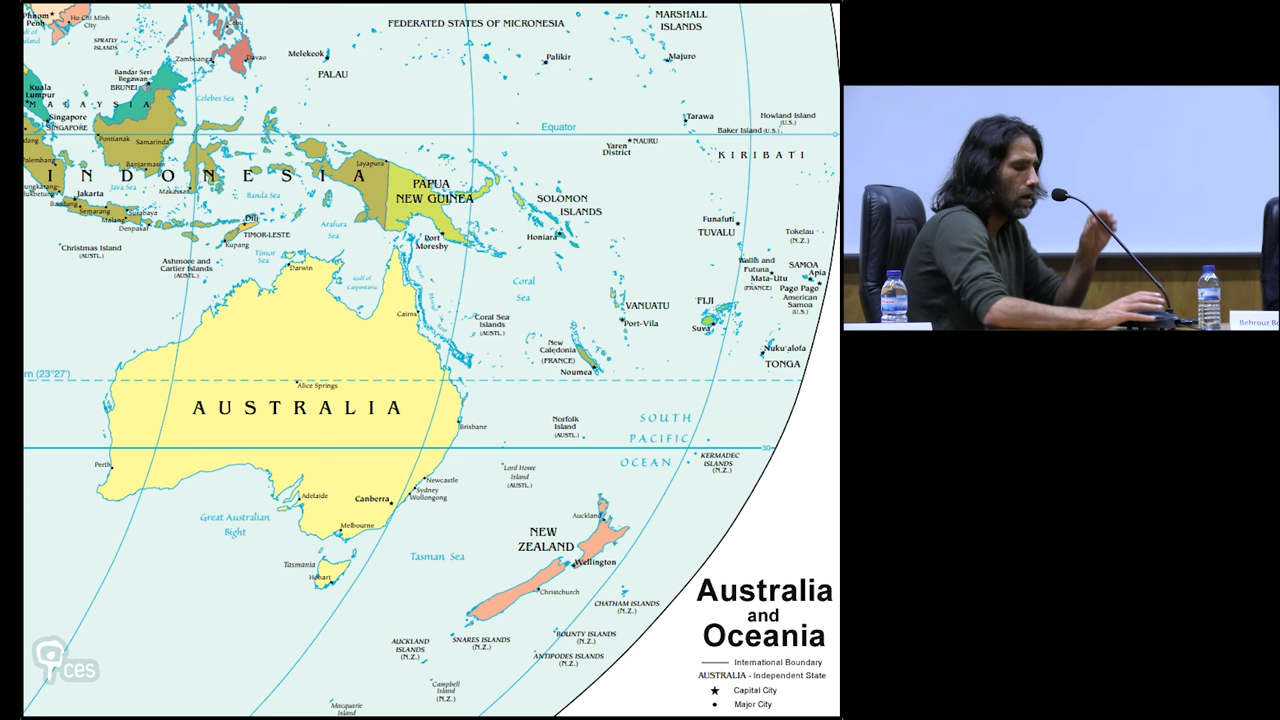 Sea
Phnom
Penh
Ho Chi Minh
City
SPRATLY
ISLANDS
FEDERATED STATES OF MICRONESIA
MARSHALL
ISLANDS
Zamboanga
Davao
Melekeok
PALAU
Palikir
Majuro
Bandar Seri
Begawan
BRUNEI
Kuala
Lumpur
MALAYSIA
Celebes Sea
Singapore
SINGAPORE
Equator
0
Tarawa
Howland Island
(U.S.)
Baker Island (U.S.)
NAURU
Yaren
District
KIRIBATI
Pontianak
Samarinda
Palembang
Banjarmasin
Jayapura
INDONESIA
PAPUA
NEW GUINEA
Java Sea
Makassar
Banda Sea
Jakarta
Bandung
Semarang
Surabaya
Malang
Denpasar
Dili
TIMOR-LESTE
Kupang
Arafura
Sea
Timor
Sea
Port
Moresby
SOLOMON
ISLANDS
Honiara
Funafuti
TUVALU
Tokelau
(N.Z.)
Christmas Island
(AUSTL.)
Ashmore and
Cartier Islands
(AUSTL.)
Darwin
Gulf of
Carpentaria
Wallis and
Futuna
Mata-Utu
(FRANCE)
SAMOA
Apia
Pago Pago
American
Samoa
(U.S.)
Coral
Sea
Cairns
Coral Sea
Islands
(AUSTL.)
VANUATU
Port-Vila
FIJI
Suva
New
Caledonia
(FRANCE)
Noumea
Nuku'alofa
TONGA
n (23°27')
Alice Springs
AUSTRALIA
Brisbane
Norfolk
Island
(AUSTL.)
SOUTH
PACIFIC
OCEAN
30
KERMADEC
ISLANDS
(N.Z.)
Perth
Lord Howe
Island
(AUSTL.)
Adelaide
Canberra
Newcastle
Sydney
Wollongong
Great Australian
Bight
Melbourne
Tasman Sea
Auckland
NEW
ZEALAND
Wellington
Tasmania
Hobart
Christchurch
CHATHAM ISLANDS
(N.Z.)
AUCKLAND
ISLANDS
(N.Z.)
SNARES ISLANDS
(N.Z.)
BOUNTY ISLANDS
(N.Z.)
ANTIPODES ISLANDS
(N.Z.)
Campbell
Island
(N.Z.)
Macquarie
Island
ces
Australia
and
Oceania
International Boundary
AUSTRALIA - Independent State
Capital City
Major City
Behrouz Bo